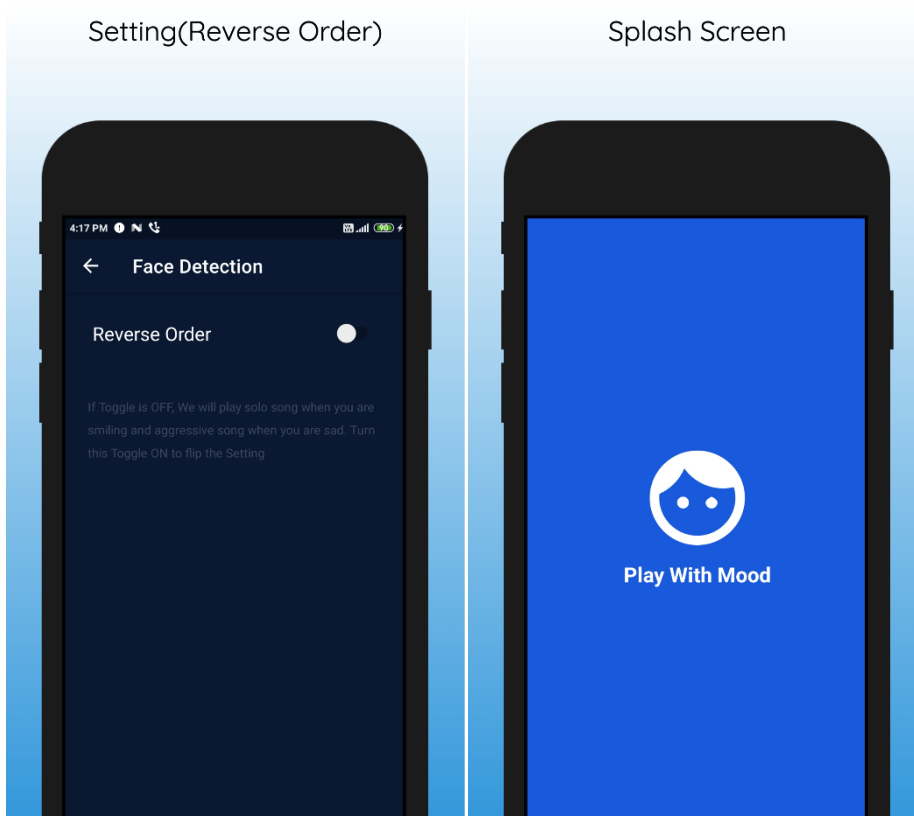 Setting(Reverse Order)
4:17 PM
90
Face Detection
Reverse Order
If Toggle is OFF, We will play solo song when you are
smiling and aggressive song when you are sad. Turn
this Toggle ON to flip the Setting
Splash Screen
Play With Mood